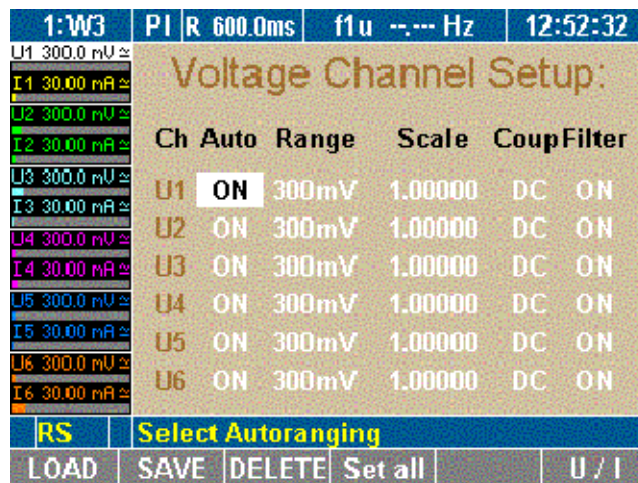 1:W3 PI R 600.0ms f1u --.--- Hz 12:52:32
U1 300.0 mV ≃
I1 30.00 mA ≃
U2 300.0 mV ≃
I2 30.00 mA ≃
U3 300.0 mV ≃
I3 30.00 mA ≃
U4 300.0 mV ≃
I4 30.00 mA ≃
U5 300.0 mV ≃
I5 30.00 mA ≃
U6 300.0 mV ≃
I6 30.00 mA ≃
Voltage Channel Setup:
Ch Auto Range Scale Coup Filter
U1 ON 300mV 1.00000 DC ON
U2 ON 300mV 1.00000 DC ON
U3 ON 300mV 1.00000 DC ON
U4 ON 300mV 1.00000 DC ON
U5 ON 300mV 1.00000 DC ON
U6 ON 300mV 1.00000 DC ON
RS Select Autoranging
LOAD SAVE DELETE Set all U / I